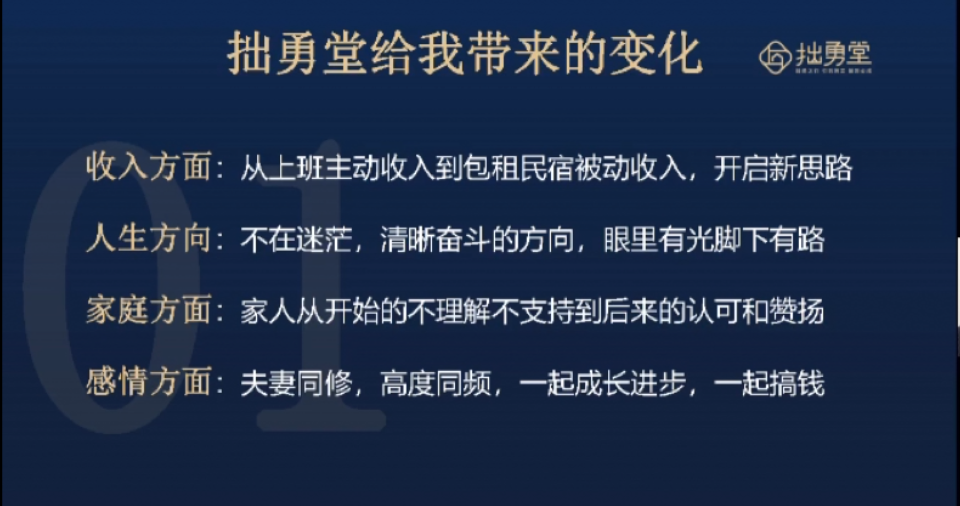 拙勇堂给我带来的变化
拙勇堂
01
收入方面：从上班主动收入到包租民宿被动收入，开启新思路
人生方向：不在迷茫，清晰奋斗的方向，眼里有光脚下有路
家庭方面：家人从开始的不理解不支持到后来的认可和赞扬
感情方面：夫妻同修，高度同频，一起成长进步，一起搞钱